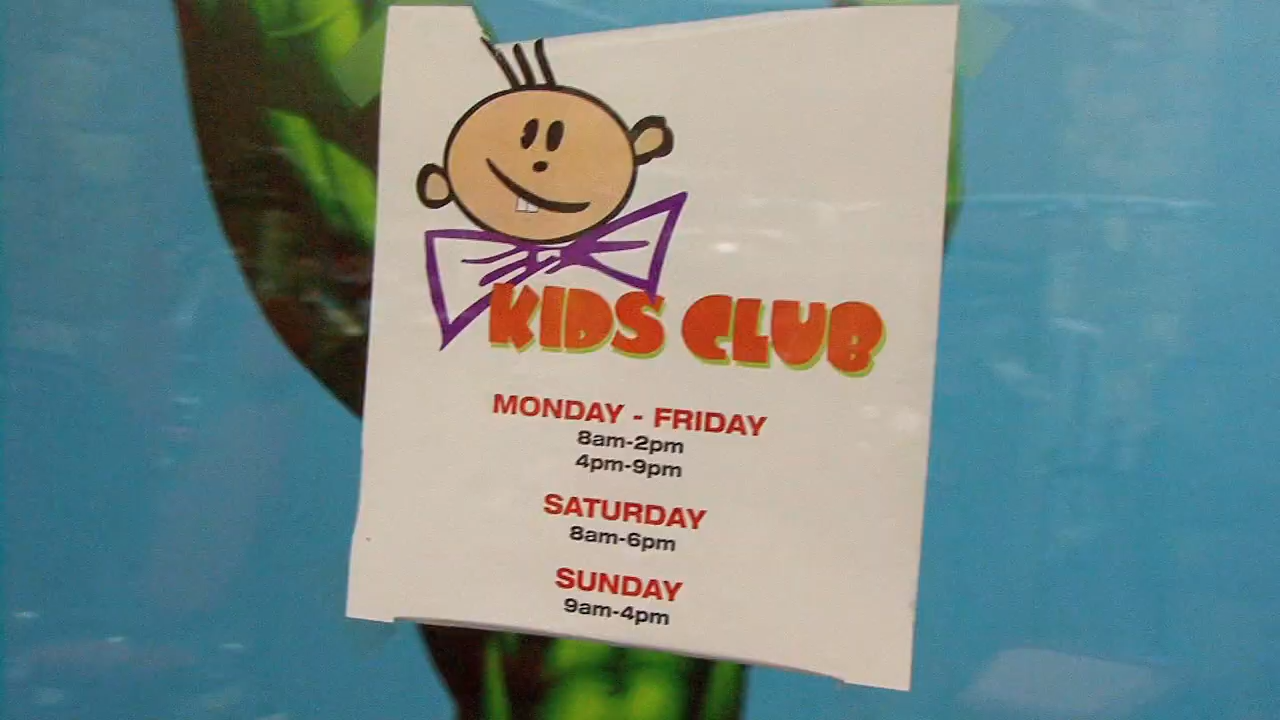 KIDS CLUB
MONDAY - FRIDAY
8am-2pm
4pm-9pm
SATURDAY
8am-6pm
SUNDAY
9am-4pm